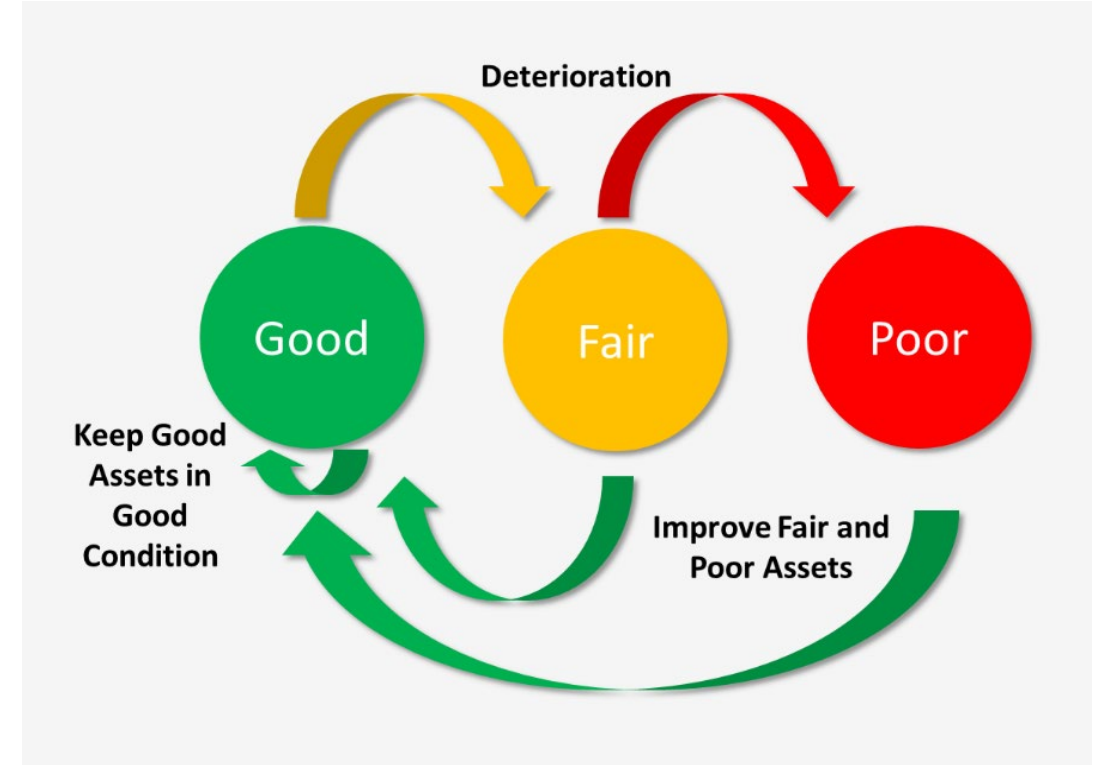 Deterioration
Good
Fair
Poor
Keep Good
Assets in
Good
Condition
Improve Fair and
Poor Assets